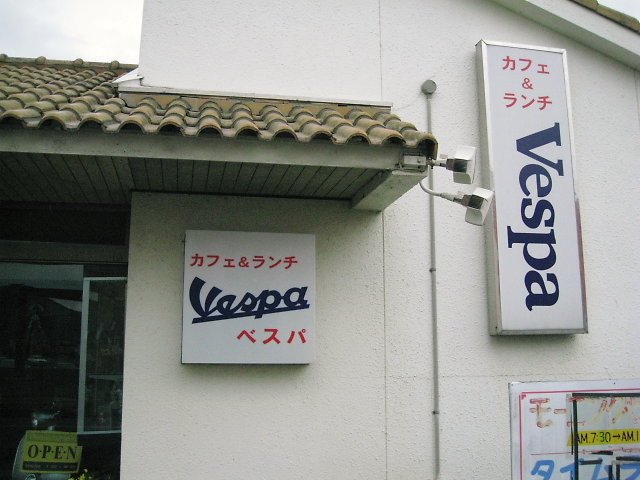 カフェ
&
ランチ
Vespa
カフェ&ランチ
Vespa
ベスパ
AM.7:30→AM.1
O·P·E·N